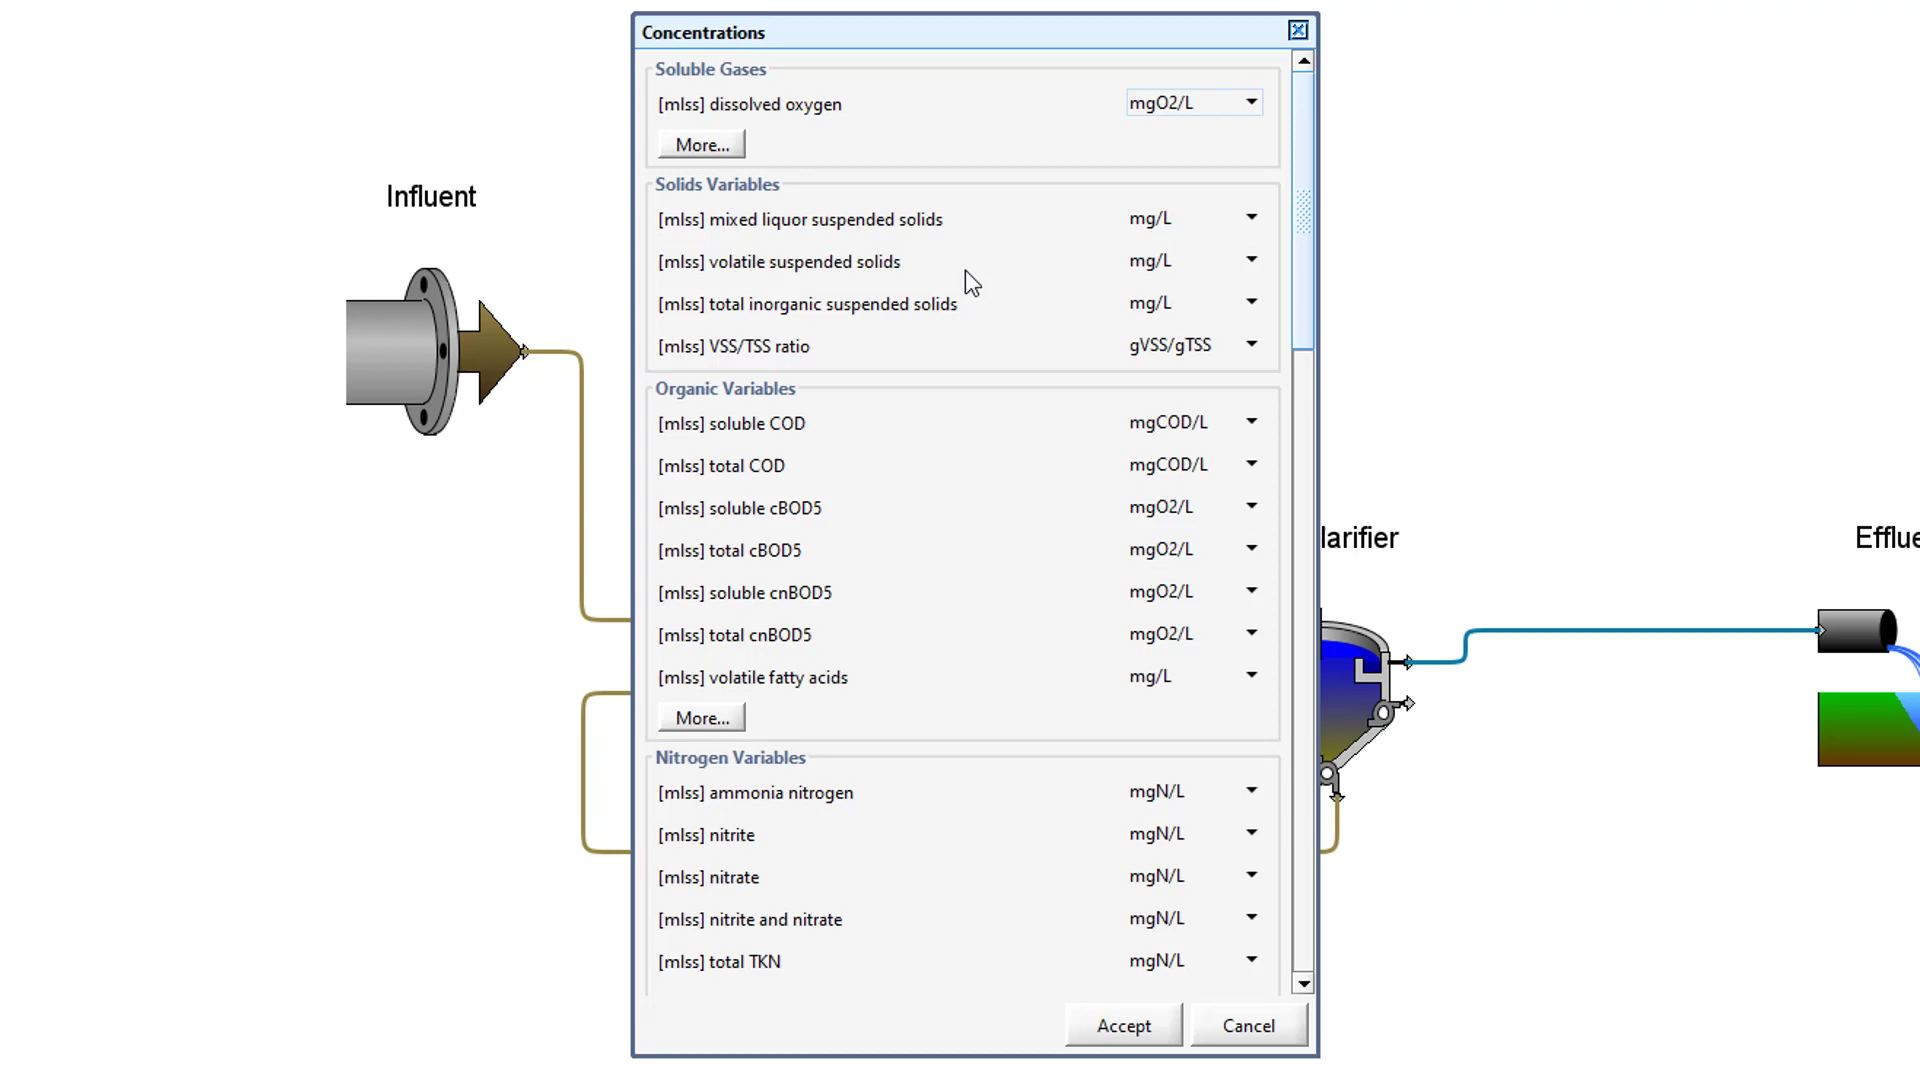 Concentrations
Soluble Gases
[mlss] dissolved oxygen mgO2/L
More...
Solids Variables
[mlss] mixed liquor suspended solids mg/L
[mlss] volatile suspended solids mg/L
[mlss] total inorganic suspended solids mg/L
[mlss] VSS/TSS ratio gVSS/gTSS
Organic Variables
[mlss] soluble COD mgCOD/L
[mlss] total COD mgCOD/L
[mlss] soluble cBOD5 mgO2/L
[mlss] total cBOD5 mgO2/L
[mlss] soluble cnBOD5 mgO2/L
[mlss] total cnBOD5 mgO2/L
[mlss] volatile fatty acids mg/L
More...
Nitrogen Variables
[mlss] ammonia nitrogen mgN/L
[mlss] nitrite mgN/L
[mlss] nitrate mgN/L
[mlss] nitrite and nitrate mgN/L
[mlss] total TKN mgN/L
Accept Cancel
Influent
larifier
Efflue